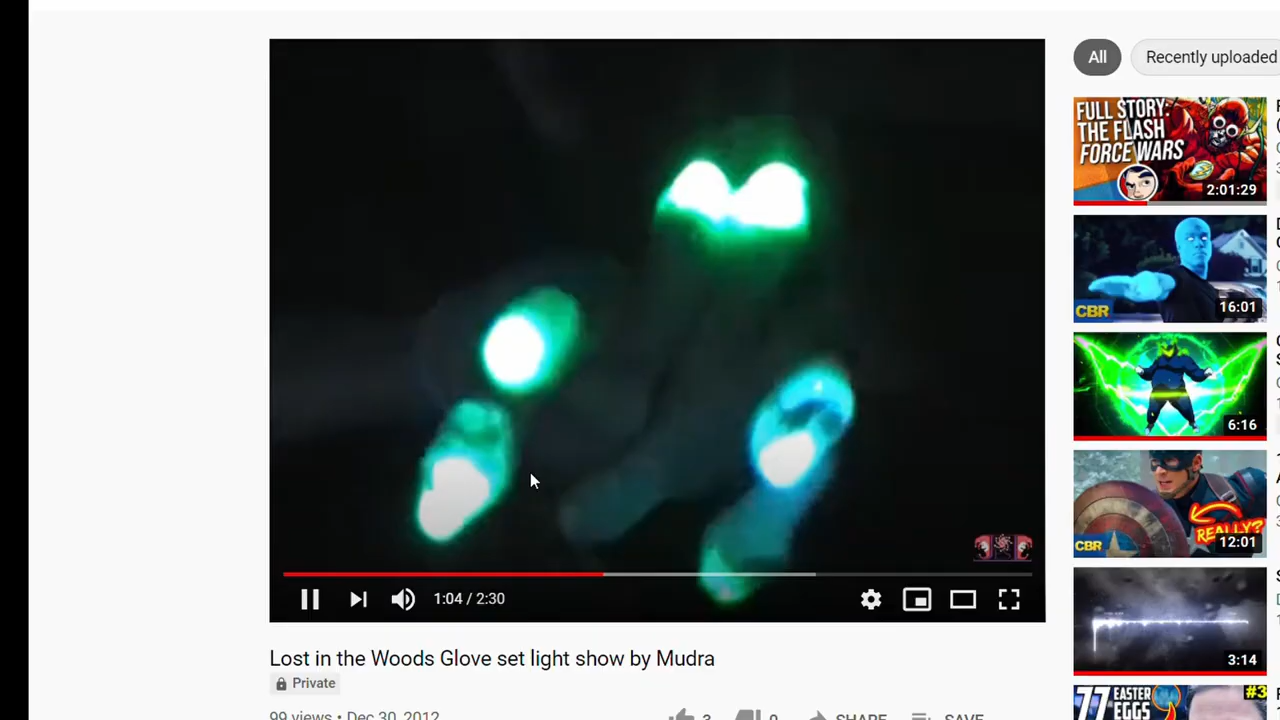 All
Recently uploaded
FULL STORY:
THE FLASH
FORCE WARS
2:01:29
CBR
16:01
6:16
REALLY?
CBR
12:01
3:14
77 EASTER
EGGS
#3
1:04 / 2:30
Lost in the Woods Glove set light show by Mudra
Private
99 views • Dec 30, 2012
3
0
SHARE
SAVE